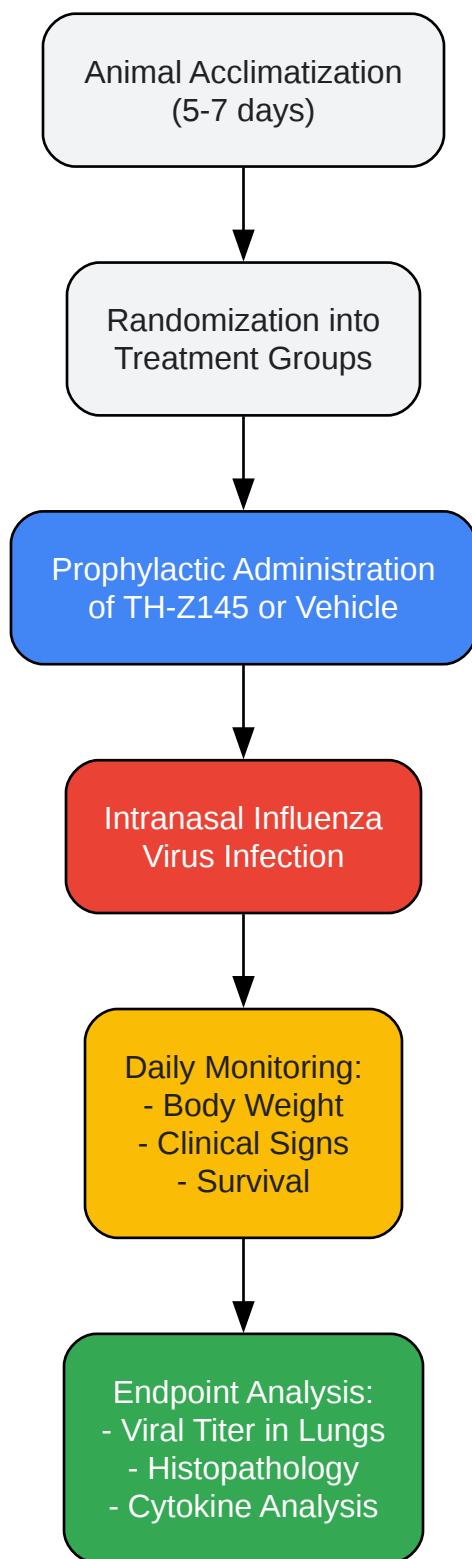 Animal Acclimatization
(5-7 days)
Randomization into
Treatment Groups
Prophylactic Administration
of TH-Z145 or Vehicle
Intranasal Influenza
Virus Infection
Daily Monitoring:
- Body Weight
- Clinical Signs
- Survival
Endpoint Analysis:
- Viral Titer in Lungs
- Histopathology
- Cytokine Analysis